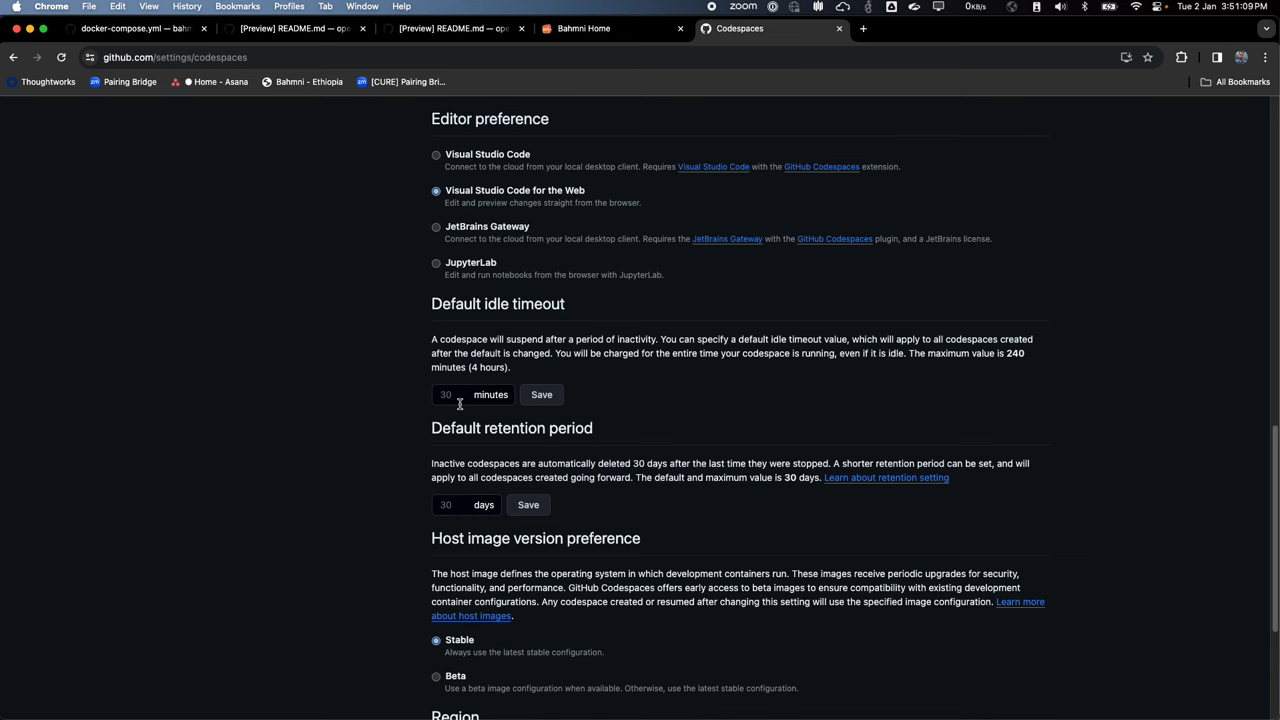 Chrome File Edit View History Bookmarks Profiles Tab Window Help zoom 0KB/s Tue 2 Jan 3:51:09 PM
docker-compose.yml — bahm [Preview] README.md — ope [Preview] README.md — ope Bahmni Home Codespaces
github.com/settings/codespaces
Thoughtworks Pairing Bridge Home - Asana Bahmni - Ethiopia [CURE] Pairing Bri... All Bookmarks
Editor preference
Visual Studio Code
Connect to the cloud from your local desktop client. Requires Visual Studio Code with the GitHub Codespaces extension.
Visual Studio Code for the Web
Edit and preview changes straight from the browser.
JetBrains Gateway
Connect to the cloud from your local desktop client. Requires the JetBrains Gateway with the GitHub Codespaces plugin, and a JetBrains license.
JupyterLab
Edit and run notebooks from the browser with JupyterLab.
Default idle timeout
A codespace will suspend after a period of inactivity. You can specify a default idle timeout value, which will apply to all codespaces created
after the default is changed. You will be charged for the entire time your codespace is running, even if it is idle. The maximum value is 240
minutes (4 hours).
30 minutes Save
Default retention period
Inactive codespaces are automatically deleted 30 days after the last time they were stopped. A shorter retention period can be set, and will
apply to all codespaces created going forward. The default and maximum value is 30 days. Learn about retention setting
30 days Save
Host image version preference
The host image defines the operating system in which development containers run. These images receive periodic upgrades for security,
functionality, and performance. GitHub Codespaces offers early access to beta images to ensure compatibility with existing development
container configurations. Any codespace created or resumed after changing this setting will use the specified image configuration. Learn more
about host images.
Stable
Always use the latest stable configuration.
Beta
Use a beta image configuration when available. Otherwise, use the latest stable configuration.
Region